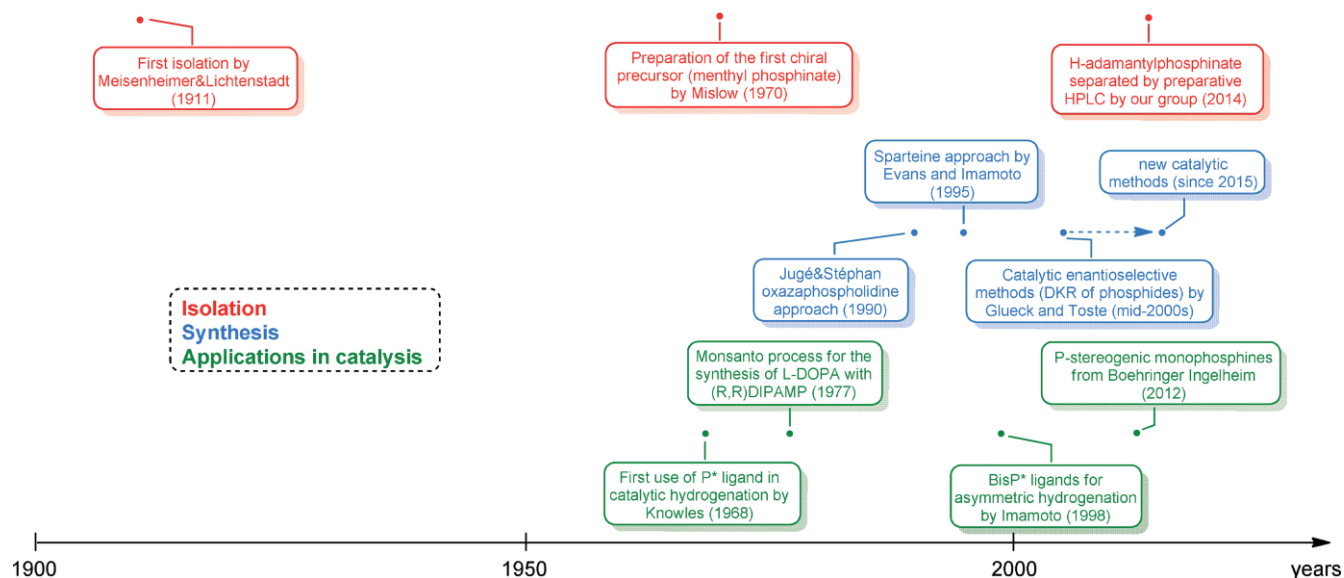 First isolation by
Meisenheimer&Lichtenstadt
(1911)
Preparation of the first chiral
precursor (menthyl phosphinate)
by Mislow (1970)
H-adamantylphosphinate
separated by preparative
HPLC by our group (2014)
Sparteine approach by
Evans and Imamoto
(1995)
new catalytic
methods (since 2015)
Jugé&Stéphan
oxazaphospholidine
approach (1990)
Catalytic enantioselective
methods (DKR of phosphides) by
Glueck and Toste (mid-2000s)
Isolation
Synthesis
Applications in catalysis
Monsanto process for the
synthesis of L-DOPA with
(R,R)DIPAMP (1977)
P-stereogenic monophosphines
from Boehringer Ingelheim
(2012)
First use of P* ligand in
catalytic hydrogenation by
Knowles (1968)
BisP* ligands for
asymmetric hydrogenation
by Imamoto (1998)
1900
1950
2000
years